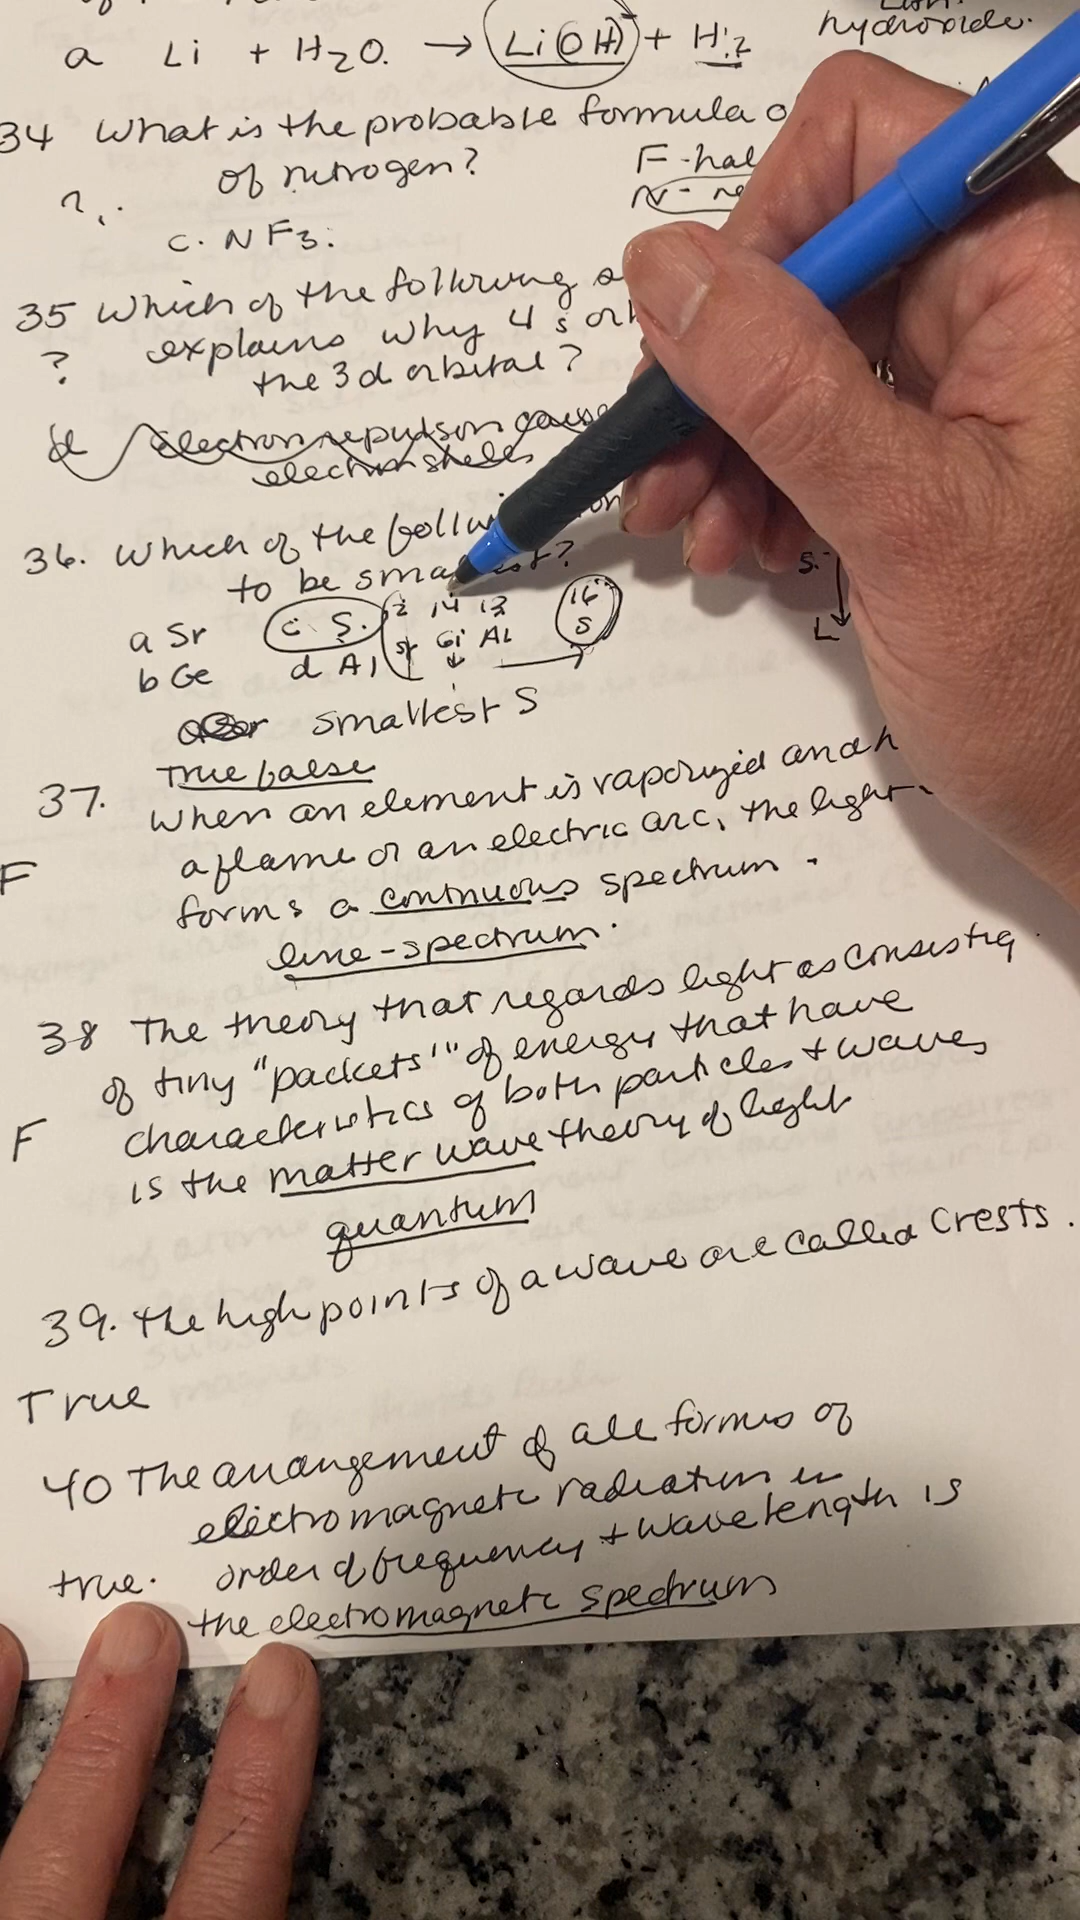 a Li + H2O. → Li(OH) + H2 hydroxide.
34 What is the probable formula o
of nitrogen? F-hal
?. N- ne
C. NF3.
35 Which of the following
explains why 4s or
? the 3d orbital?
d electron repulsion cause
electron shells
36. Which of the follow
to be smallest? S.
a Sr c S. 2 14 13 16
b Ge d Al Sr Al S L
smallest S
True false
37. When an element is vaporized and h
a flame or an electric arc, the light
F
forms a continuous spectrum.
line-spectrum.
38 The theory that regards light as consisting
of tiny "packets" of energy that have
characteristics of both particles + waves
F
is the matter wave theory of light
quantum
39. the high points of a wave are called Crests.
True
40 The arrangement of all forms of
electromagnetic radiation in
order of frequency + wavelength is
true.
the electromagnetic spectrum